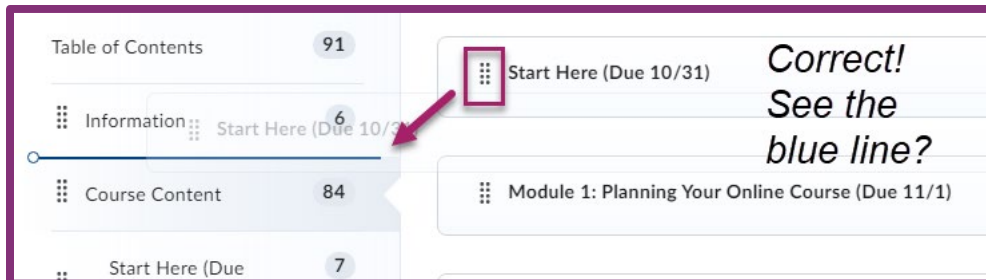 Table of Contents 91
Information 6
Start Here (Due 10/3
Course Content 84
Start Here (Due 7
Start Here (Due 10/31)
Module 1: Planning Your Online Course (Due 11/1)
Correct!
See the
blue line?